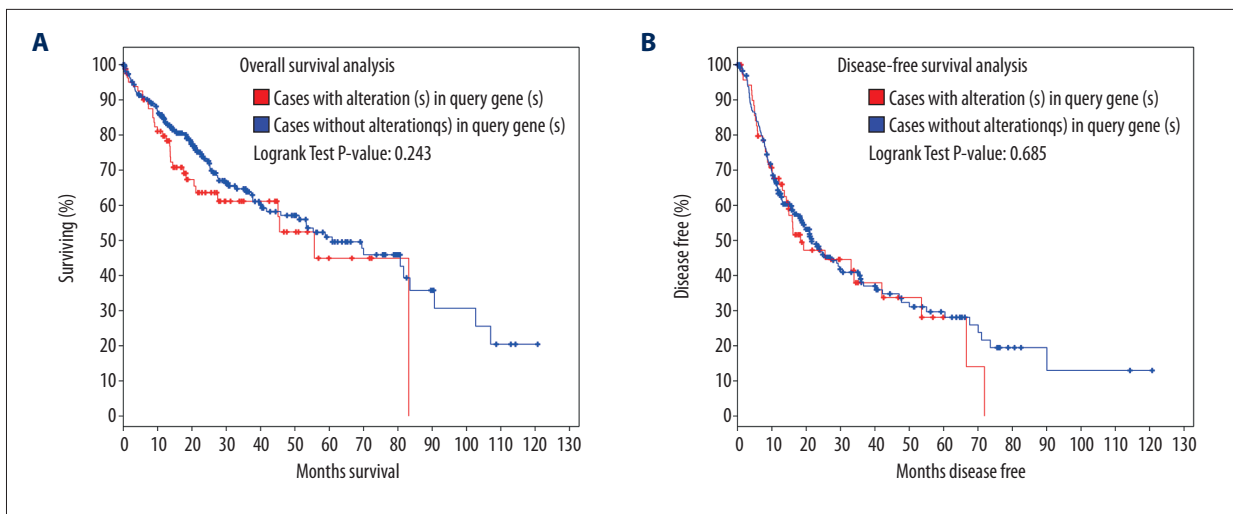 A
Overall survival analysis
Cases with alteration (s) in query gene (s)
Cases without alterationqs) in query gene (s)
Logrank Test P-value: 0.243
Surviving (%)
100
90
80
70
60
50
40
30
20
10
0
0 10 20 30 40 50 60 70 80 90 100 110 120 130
Months survival
B
Disease-free survival analysis
Cases with alteration (s) in query gene (s)
Cases without alterationqs) in query gene (s)
Logrank Test P-value: 0.685
Disease free (%)
100
90
80
70
60
50
40
30
20
10
0
0 10 20 30 40 50 60 70 80 90 100 110 120 130
Months disease free